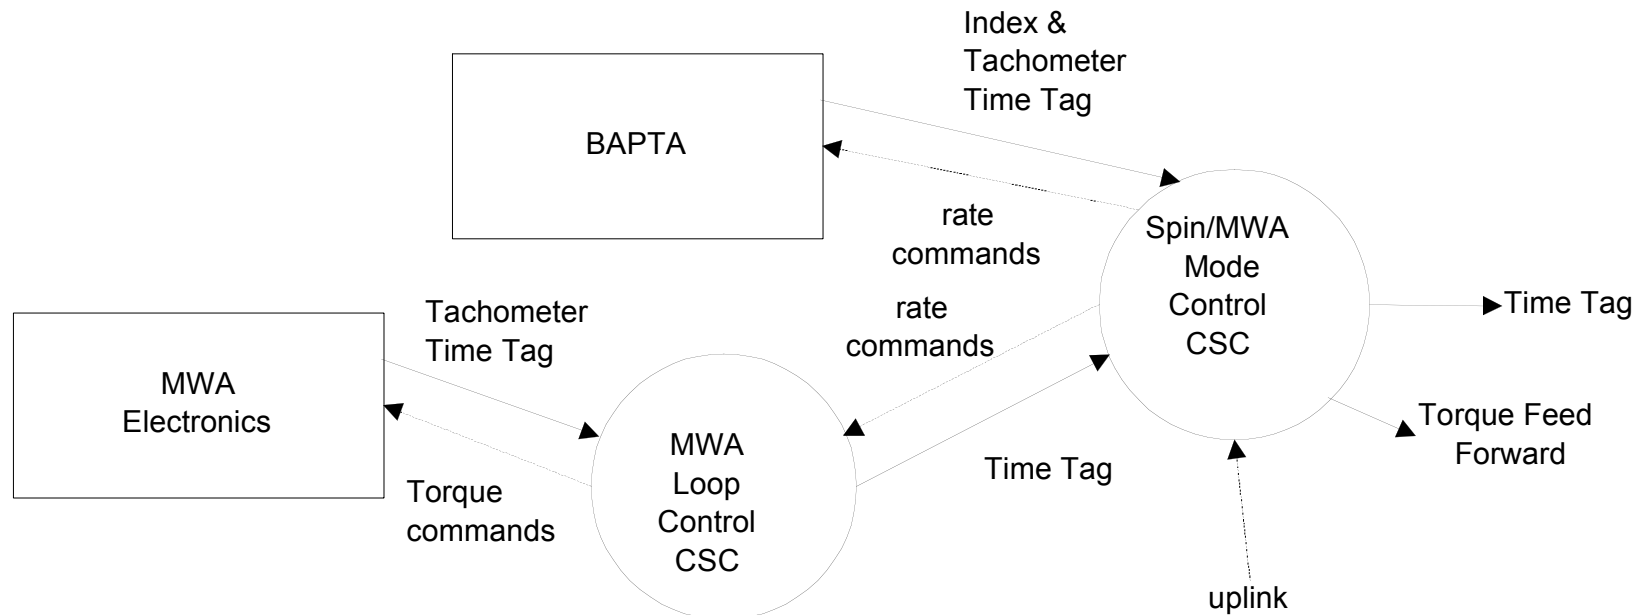 Index &
Tachometer
Time Tag
BAPTA
rate
commands
Spin/MWA
Mode
Control
CSC
Time Tag
rate
commands
Tachometer
Time Tag
MWA
Electronics
Torque
commands
MWA
Loop
Control
CSC
Time Tag
Torque Feed
Forward
uplink